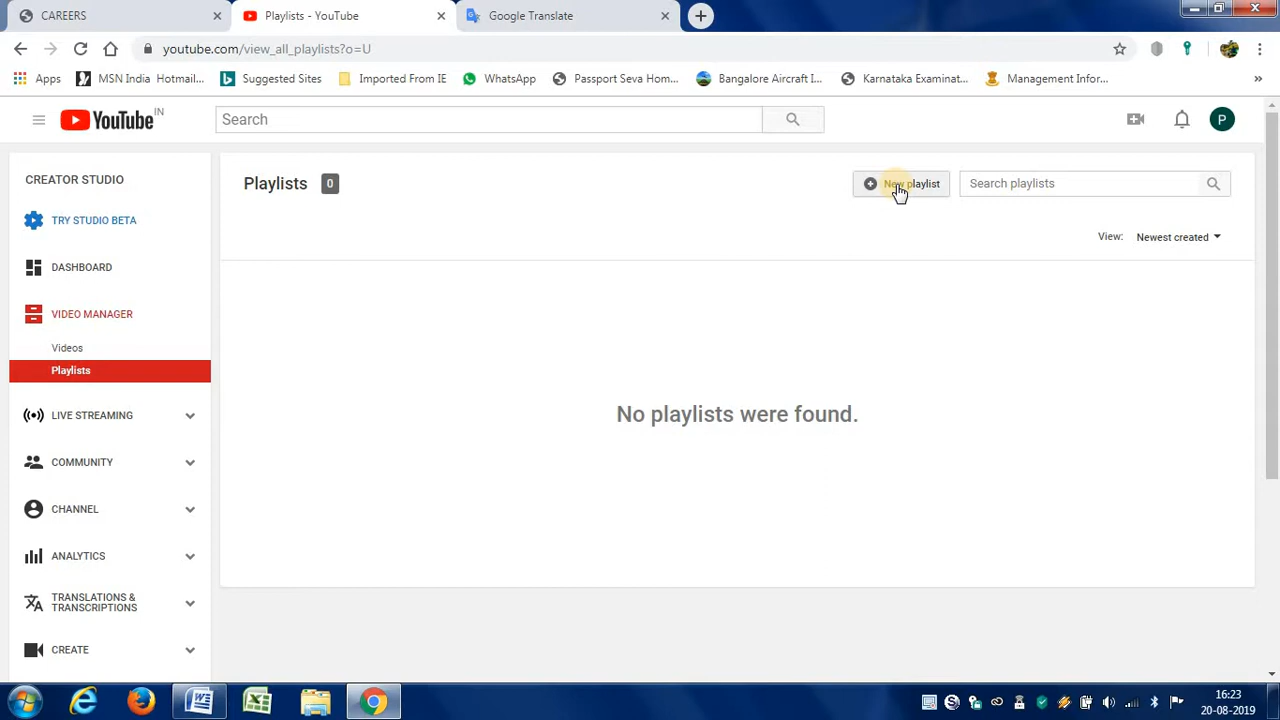 CAREERS
Playlists - YouTube
Google Translate
youtube.com/view_all_playlists?o=U
Apps
MSN India Hotmail...
Suggested Sites
Imported From IE
WhatsApp
Passport Seva Hom...
Bangalore Aircraft I...
Karnataka Examinat...
Management Infor...
»
YouTube IN
Search
P
CREATOR STUDIO
TRY STUDIO BETA
DASHBOARD
VIDEO MANAGER
Videos
Playlists
LIVE STREAMING
COMMUNITY
CHANNEL
ANALYTICS
TRANSLATIONS &
TRANSCRIPTIONS
CREATE
Playlists 0
New playlist
Search playlists
View: Newest created
No playlists were found.
16:23
20-08-2019